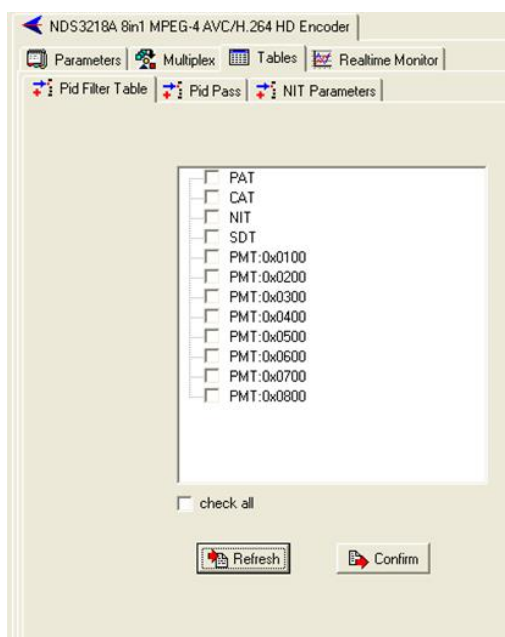 NDS3218A 8in1 MPEG-4 AVC/H.264 HD Encoder
Parameters Multiplex Tables Realtime Monitor
Pid Filter Table Pid Pass NIT Parameters
PAT
CAT
NIT
SDT
PMT:0x0100
PMT:0x0200
PMT:0x0300
PMT:0x0400
PMT:0x0500
PMT:0x0600
PMT:0x0700
PMT:0x0800
check all
Refresh Confirm